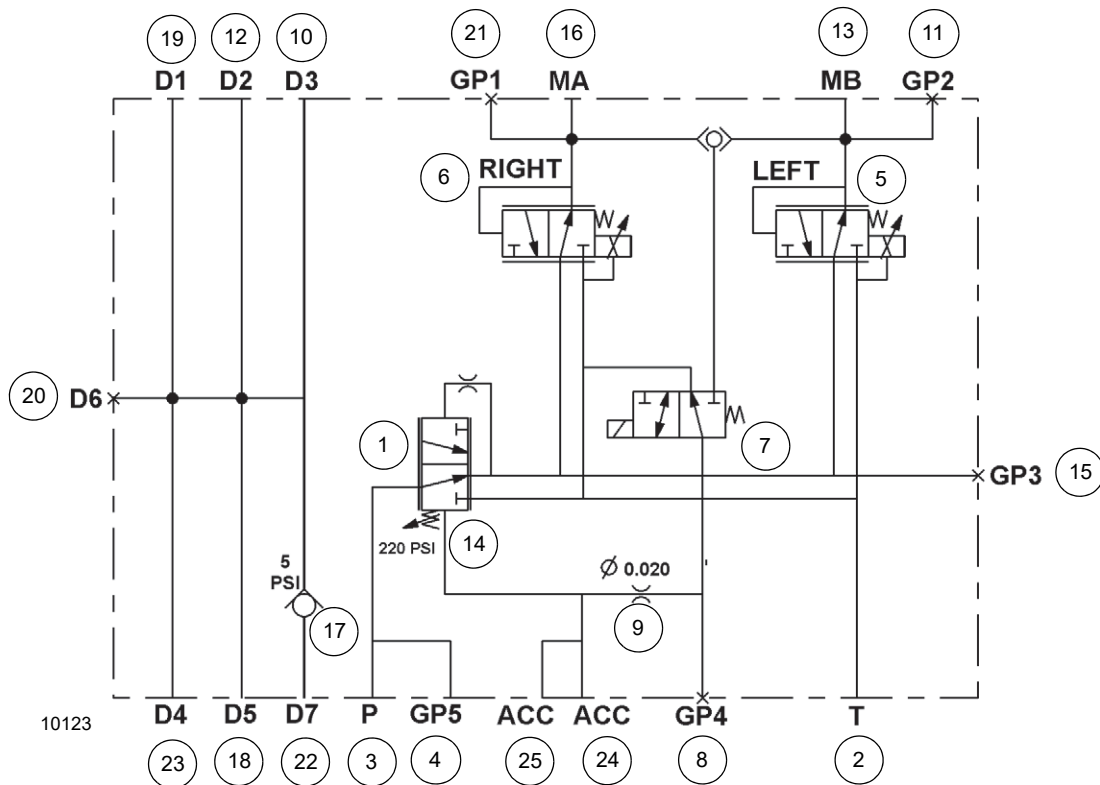 19 12 10 21 16 13 11
D1 D2 D3 GP1 MA MB GP2
6 RIGHT LEFT 5
20 D6
1
7
GP3 15
14
220 PSI
5
PSI
Ø 0.020
17
9
D4 D5 D7 P GP5 ACC ACC GP4 T
10123
23 18 22 3 4 25 24 8 2